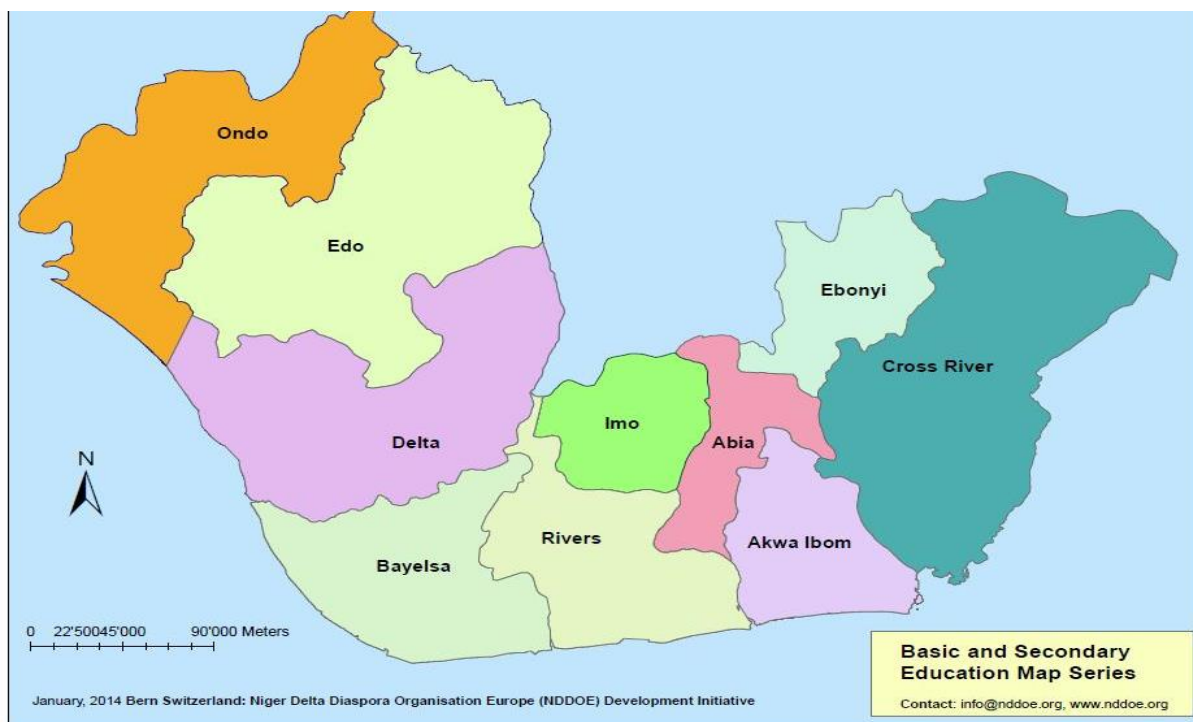 Ondo
Edo
Ebonyi
Cross River
Imo
Abia
Delta
N
Rivers
Akwa Ibom
Bayelsa
0 22'50045'000 90'000 Meters
Basic and Secondary
Education Map Series
January, 2014 Bern Switzerland: Niger Delta Diaspora Organisation Europe (NDDOE) Development Initiative
Contact: info@nddoe.org, www.nddoe.org